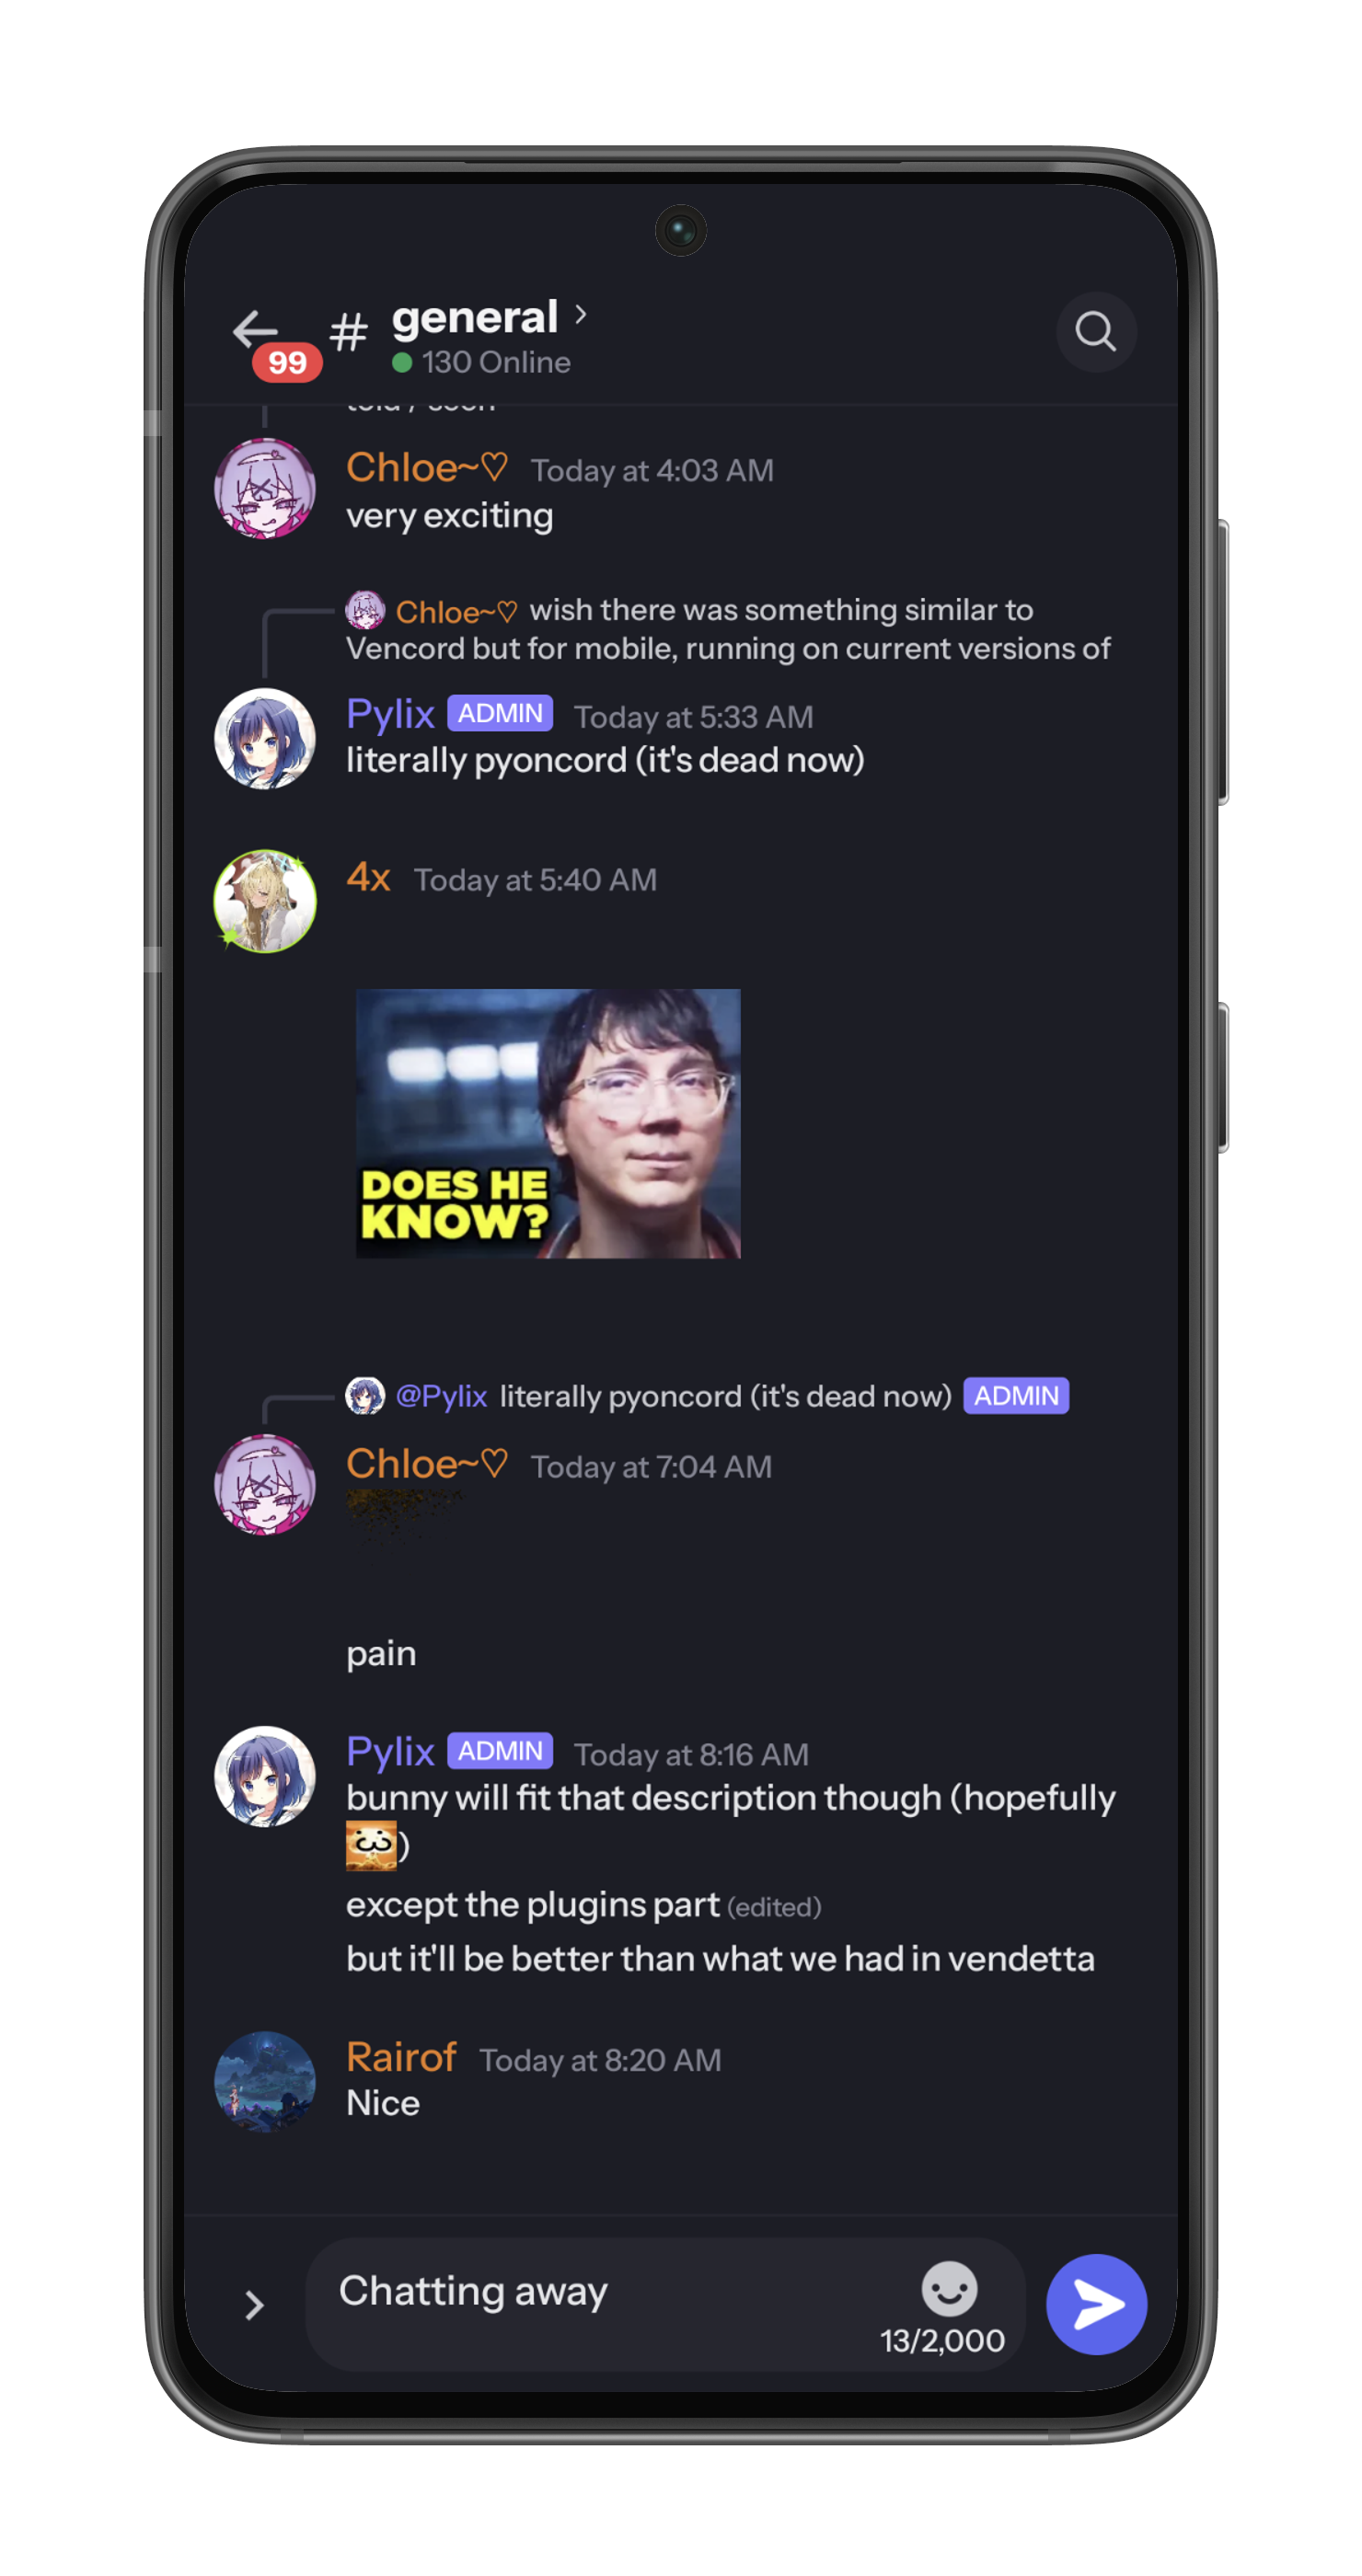 general
99
#
130 Online
Chloe~♡ Today at 4:03 AM
very exciting
Chloe~♡ wish there was something similar to
Vencord but for mobile, running on current versions of
Pylix ADMIN Today at 5:33 AM
literally pyoncord (it's dead now)
4x Today at 5:40 AM
DOES HE
KNOW?
@Pylix literally pyoncord (it's dead now) ADMIN
Chloe~♡ Today at 7:04 AM
pain
Pylix ADMIN Today at 8:16 AM
bunny will fit that description though (hopefully
)
except the plugins part (edited)
but it'll be better than what we had in vendetta
Rairof Today at 8:20 AM
Nice
Chatting away
13/2,000